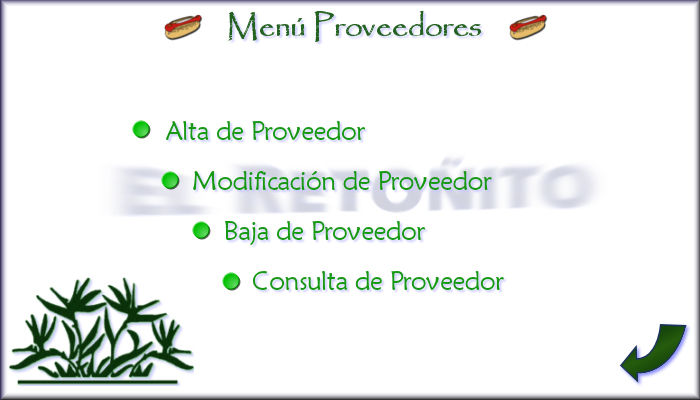 Menú Proveedores
Alta de Proveedor
EL RETOÑITO
Modificación de Proveedor
Baja de Proveedor
Consulta de Proveedor